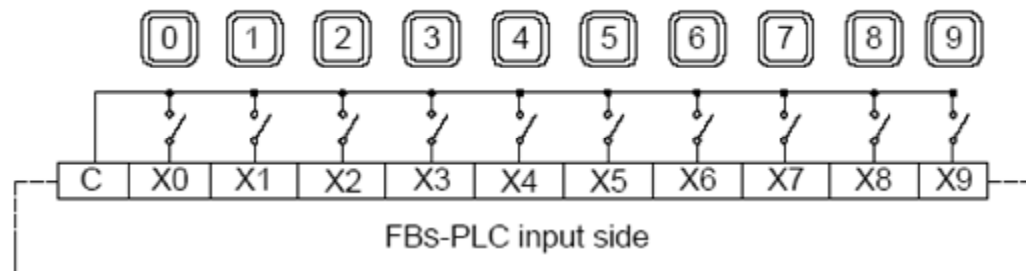 0 1 2 3 4 5 6 7 8 9
C X0 X1 X2 X3 X4 X5 X6 X7 X8 X9
FBs-PLC input side